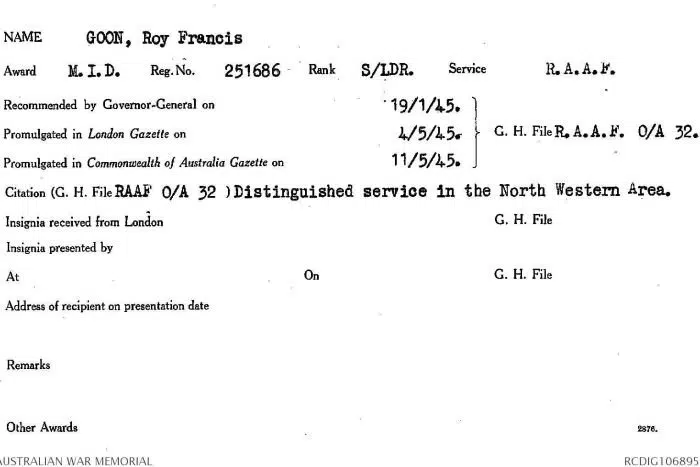 NAME GOON, Roy Francis
Award M.I.D. Reg. No. 251686 Rank S/LDR. Service R.A.A.F.
Recommended by Governor-General on 19/1/45.
Promulgated in London Gazette on 4/5/45. G. H. File R.A.A.F. O/A 32.
Promulgated in Commonwealth of Australia Gazette on 11/5/45.
Citation (G. H. File RAAF O/A 32 ) Distinguished service in the North Western Area.
Insignia received from London G. H. File
Insignia presented by
At On G. H. File
Address of recipient on presentation date
Remarks
Other Awards 2876.
AUSTRALIAN WAR MEMORIAL RCDIG106895